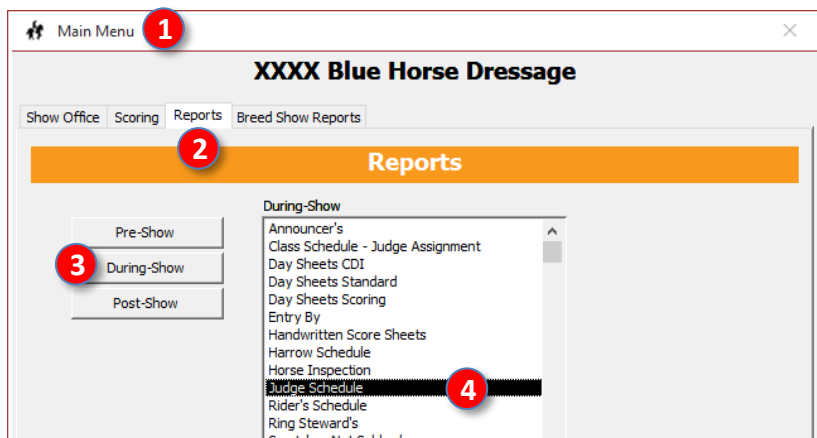 Main Menu 1
XXXX Blue Horse Dressage
Show Office Scoring Reports Breed Show Reports
2
Reports
During-Show
Pre-Show
3 During-Show
Post-Show
Announcer's
Class Schedule - Judge Assignment
Day Sheets CDI
Day Sheets Standard
Day Sheets Scoring
Entry By
Handwritten Score Sheets
Harrow Schedule
Horse Inspection
Judge Schedule 4
Rider's Schedule
Ring Steward's